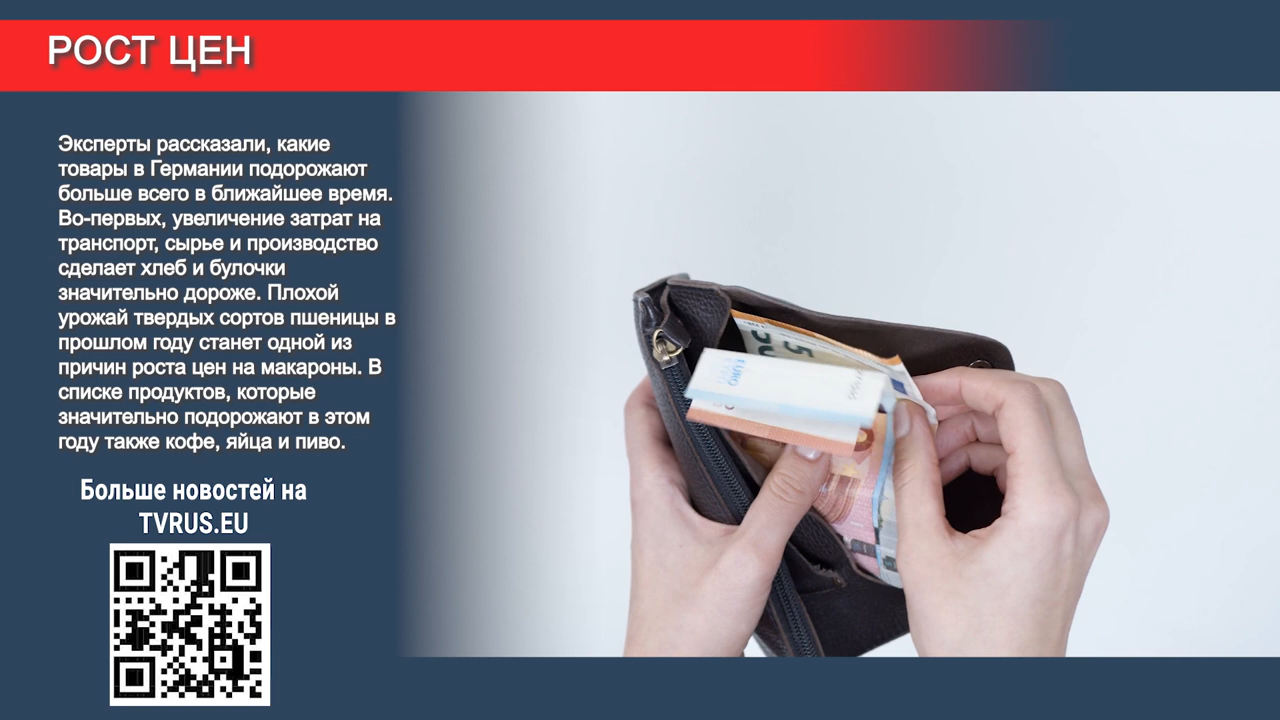 РОСТ ЦЕН
Эксперты рассказали, какие
товары в Германии подорожают
больше всего в ближайшее время.
Во-первых, увеличение затрат на
транспорт, сырье и производство
сделает хлеб и булочки
значительно дороже. Плохой
урожай твердых сортов пшеницы в
прошлом году станет одной из
причин роста цен на макароны. В
списке продуктов, которые
значительно подорожают в этом
году также кофе, яйца и пиво.
Больше новостей на
TVRUS.EU
EURO